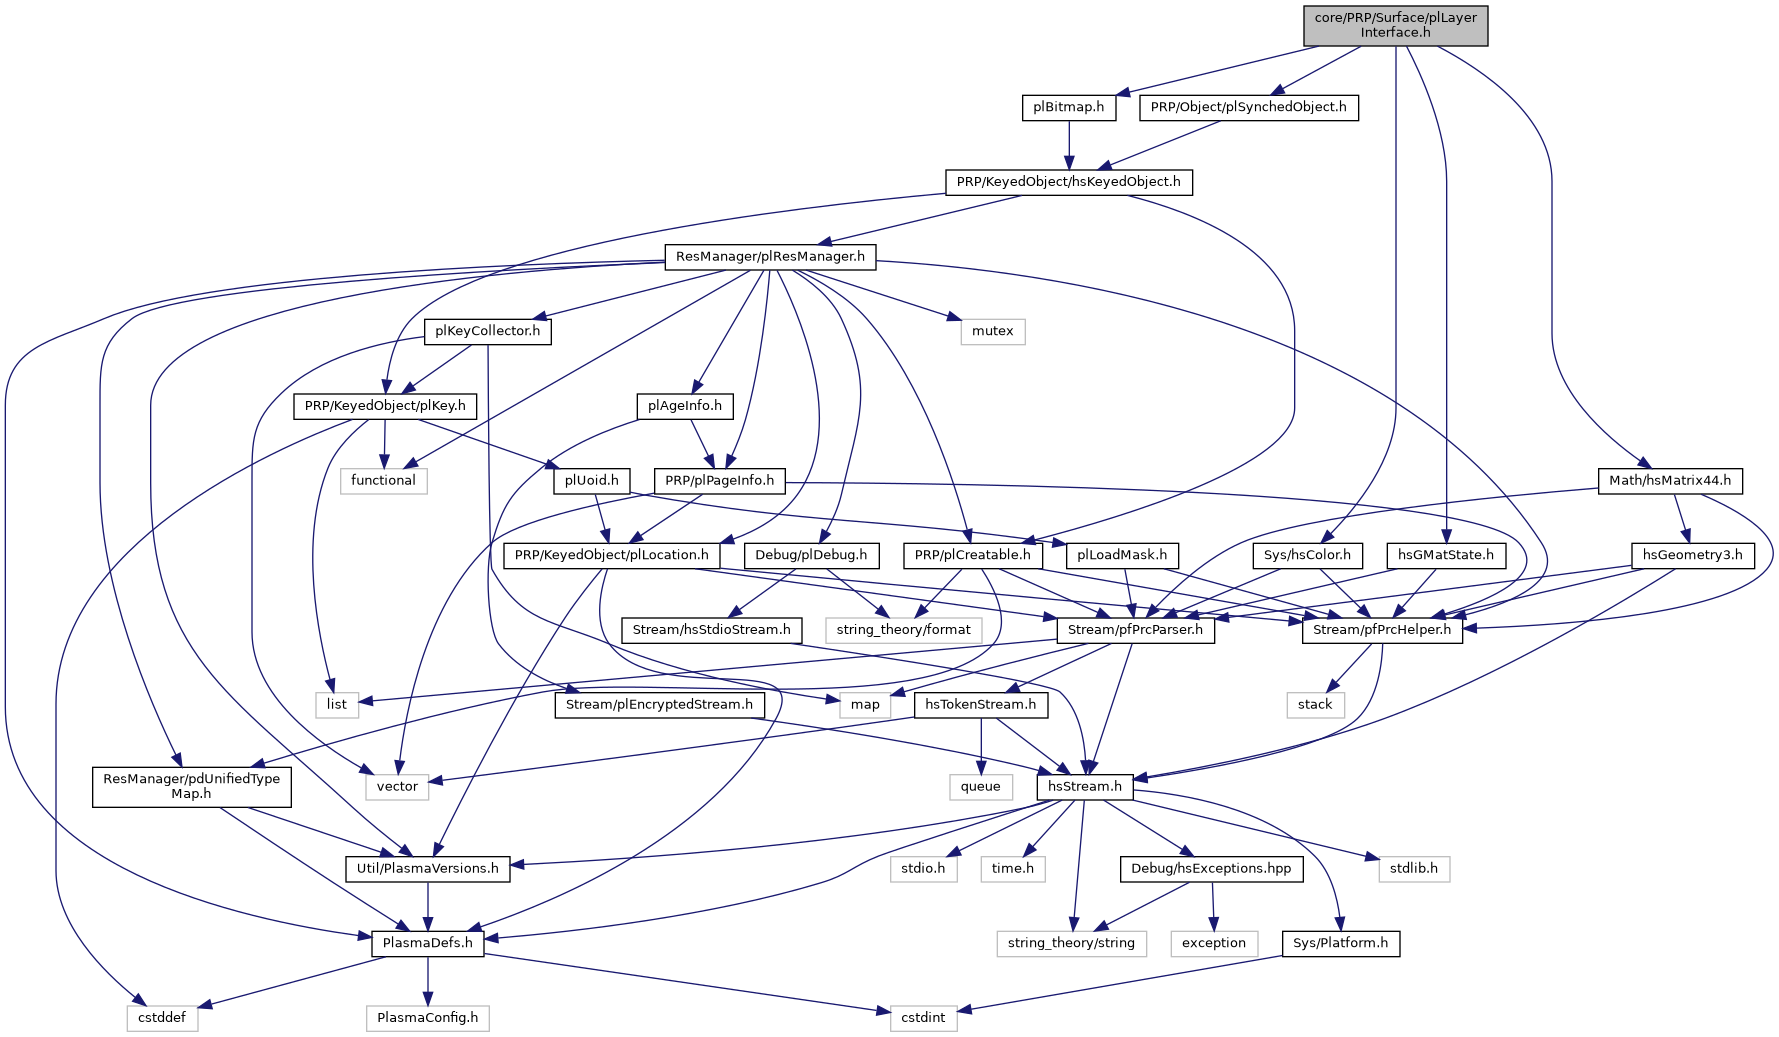 core/PRP/Surface/plLayer
Interface.h
plBitmap.h
PRP/Object/plSynchedObject.h
PRP/KeyedObject/hsKeyedObject.h
ResManager/plResManager.h
plKeyCollector.h
mutex
PRP/KeyedObject/plKey.h
plAgeInfo.h
functional
plUoid.h
PRP/plPageInfo.h
Math/hsMatrix44.h
PRP/KeyedObject/plLocation.h
Debug/plDebug.h
PRP/plCreatable.h
plLoadMask.h
Sys/hsColor.h
hsGMatState.h
hsGeometry3.h
Stream/hsStdioStream.h
string_theory/format
Stream/pfPrcParser.h
Stream/pfPrcHelper.h
list
Stream/plEncryptedStream.h
map
hsTokenStream.h
stack
ResManager/pdUnifiedType
Map.h
vector
queue
hsStream.h
Util/PlasmaVersions.h
stdio.h
time.h
Debug/hsExceptions.hpp
stdlib.h
PlasmaDefs.h
string_theory/string
exception
Sys/Platform.h
cstddef
PlasmaConfig.h
cstdint